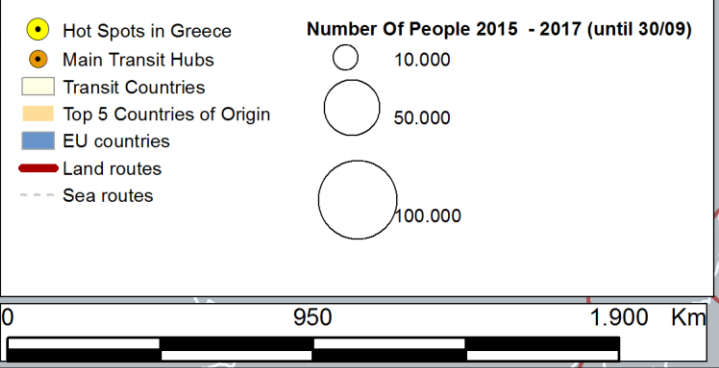 Hot Spots in Greece
Main Transit Hubs
Transit Countries
Top 5 Countries of Origin
EU countries
Land routes
Sea routes
Number Of People 2015 - 2017 (until 30/09)
10.000
50.000
100.000
0 950 1.900 Km